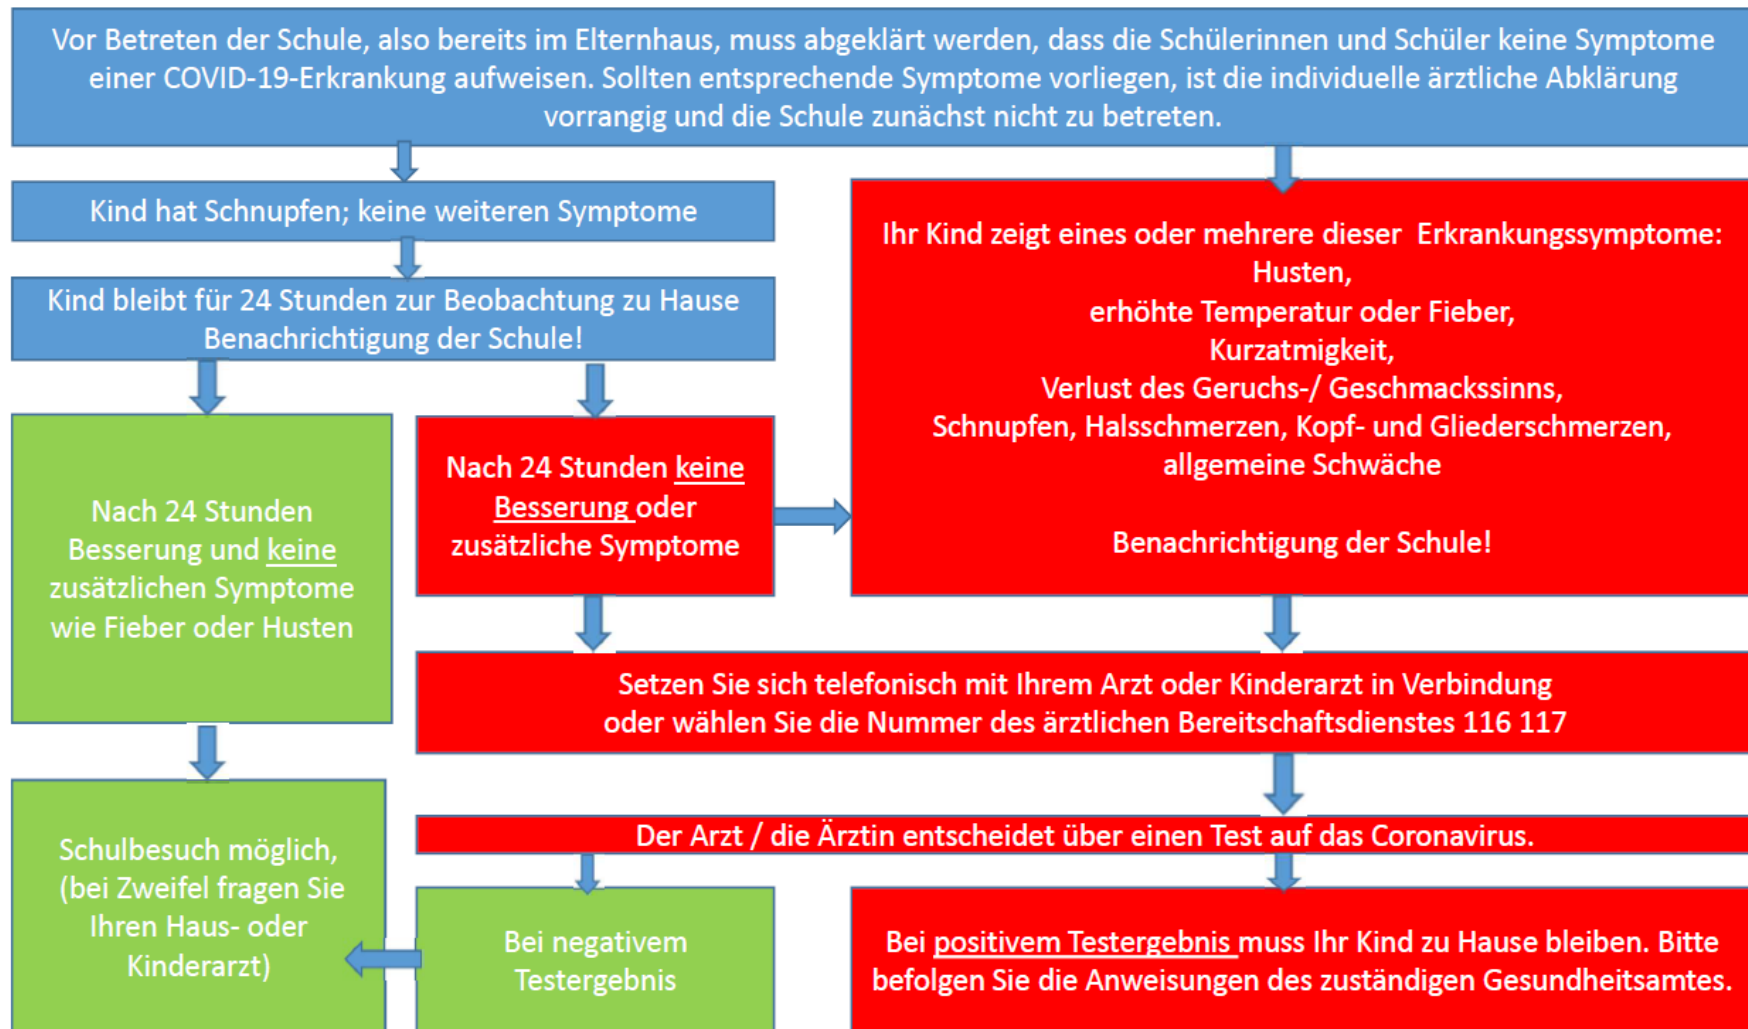 Vor Betreten der Schule, also bereits im Elternhaus, muss abgeklärt werden, dass die Schülerinnen und Schüler keine Symptome
einer COVID-19-Erkrankung aufweisen. Sollten entsprechende Symptome vorliegen, ist die individuelle ärztliche Abklärung
vorrangig und die Schule zunächst nicht zu betreten.
Kind hat Schnupfen; keine weiteren Symptome
Kind bleibt für 24 Stunden zur Beobachtung zu Hause
Benachrichtigung der Schule!
Nach 24 Stunden
Besserung und keine
zusätzlichen Symptome
wie Fieber oder Husten
Nach 24 Stunden keine
Besserung oder
zusätzliche Symptome
Ihr Kind zeigt eines oder mehrere dieser Erkrankungssymptome:
Husten,
erhöhte Temperatur oder Fieber,
Kurzatmigkeit,
Verlust des Geruchs-/ Geschmackssinns,
Schnupfen, Halsschmerzen, Kopf- und Gliederschmerzen,
allgemeine Schwäche
Benachrichtigung der Schule!
Setzen Sie sich telefonisch mit Ihrem Arzt oder Kinderarzt in Verbindung
oder wählen Sie die Nummer des ärztlichen Bereitschaftsdienstes 116 117
Der Arzt / die Ärztin entscheidet über einen Test auf das Coronavirus.
Schulbesuch möglich,
(bei Zweifel fragen Sie
Ihren Haus- oder
Kinderarzt)
Bei negativem
Testergebnis
Bei positivem Testergebnis muss Ihr Kind zu Hause bleiben. Bitte
befolgen Sie die Anweisungen des zuständigen Gesundheitsamtes.